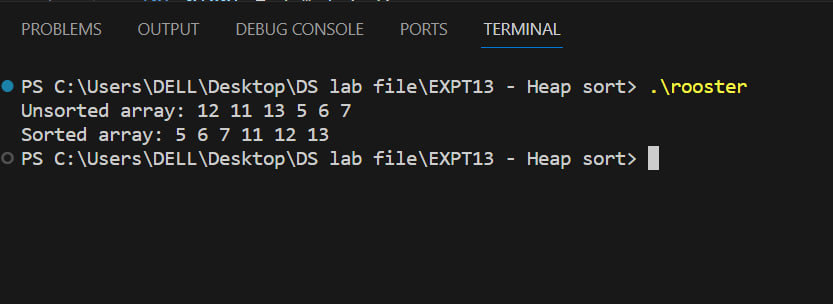 PROBLEMS OUTPUT DEBUG CONSOLE PORTS TERMINAL
PS C:\Users\DELL\Desktop\DS lab file\EXPT13 - Heap sort> .\rooster
Unsorted array: 12 11 13 5 6 7
Sorted array: 5 6 7 11 12 13
PS C:\Users\DELL\Desktop\DS lab file\EXPT13 - Heap sort>